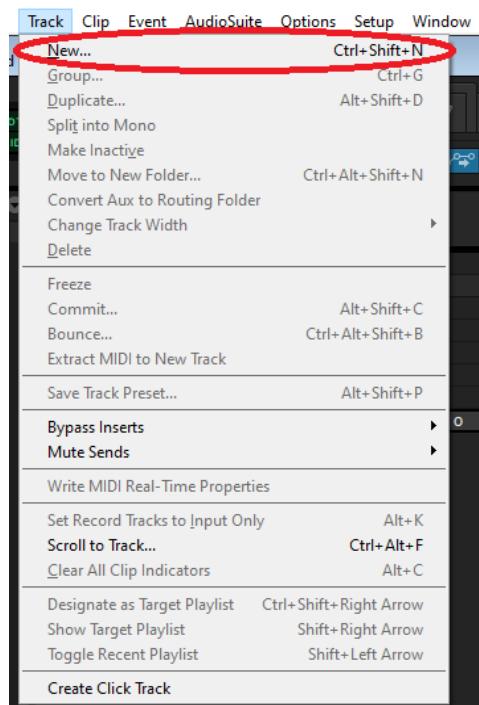 Track Clip Event AudioSuite Options Setup Window
New... Ctrl+Shift+N
Group... Ctrl+G
Duplicate... Alt+Shift+D
Split into Mono
Make Inactive
Move to New Folder... Ctrl+Alt+Shift+N
Convert Aux to Routing Folder
Change Track Width
Delete
Freeze
Commit... Alt+Shift+C
Bounce... Ctrl+Alt+Shift+B
Extract MIDI to New Track
Save Track Preset... Alt+Shift+P
Bypass Inserts
Mute Sends
Write MIDI Real-Time Properties
Set Record Tracks to Input Only Alt+K
Scroll to Track... Ctrl+Alt+F
Clear All Clip Indicators Alt+C
Designate as Target Playlist Ctrl+Shift+Right Arrow
Show Target Playlist Shift+Right Arrow
Toggle Recent Playlist Shift+Left Arrow
Create Click Track